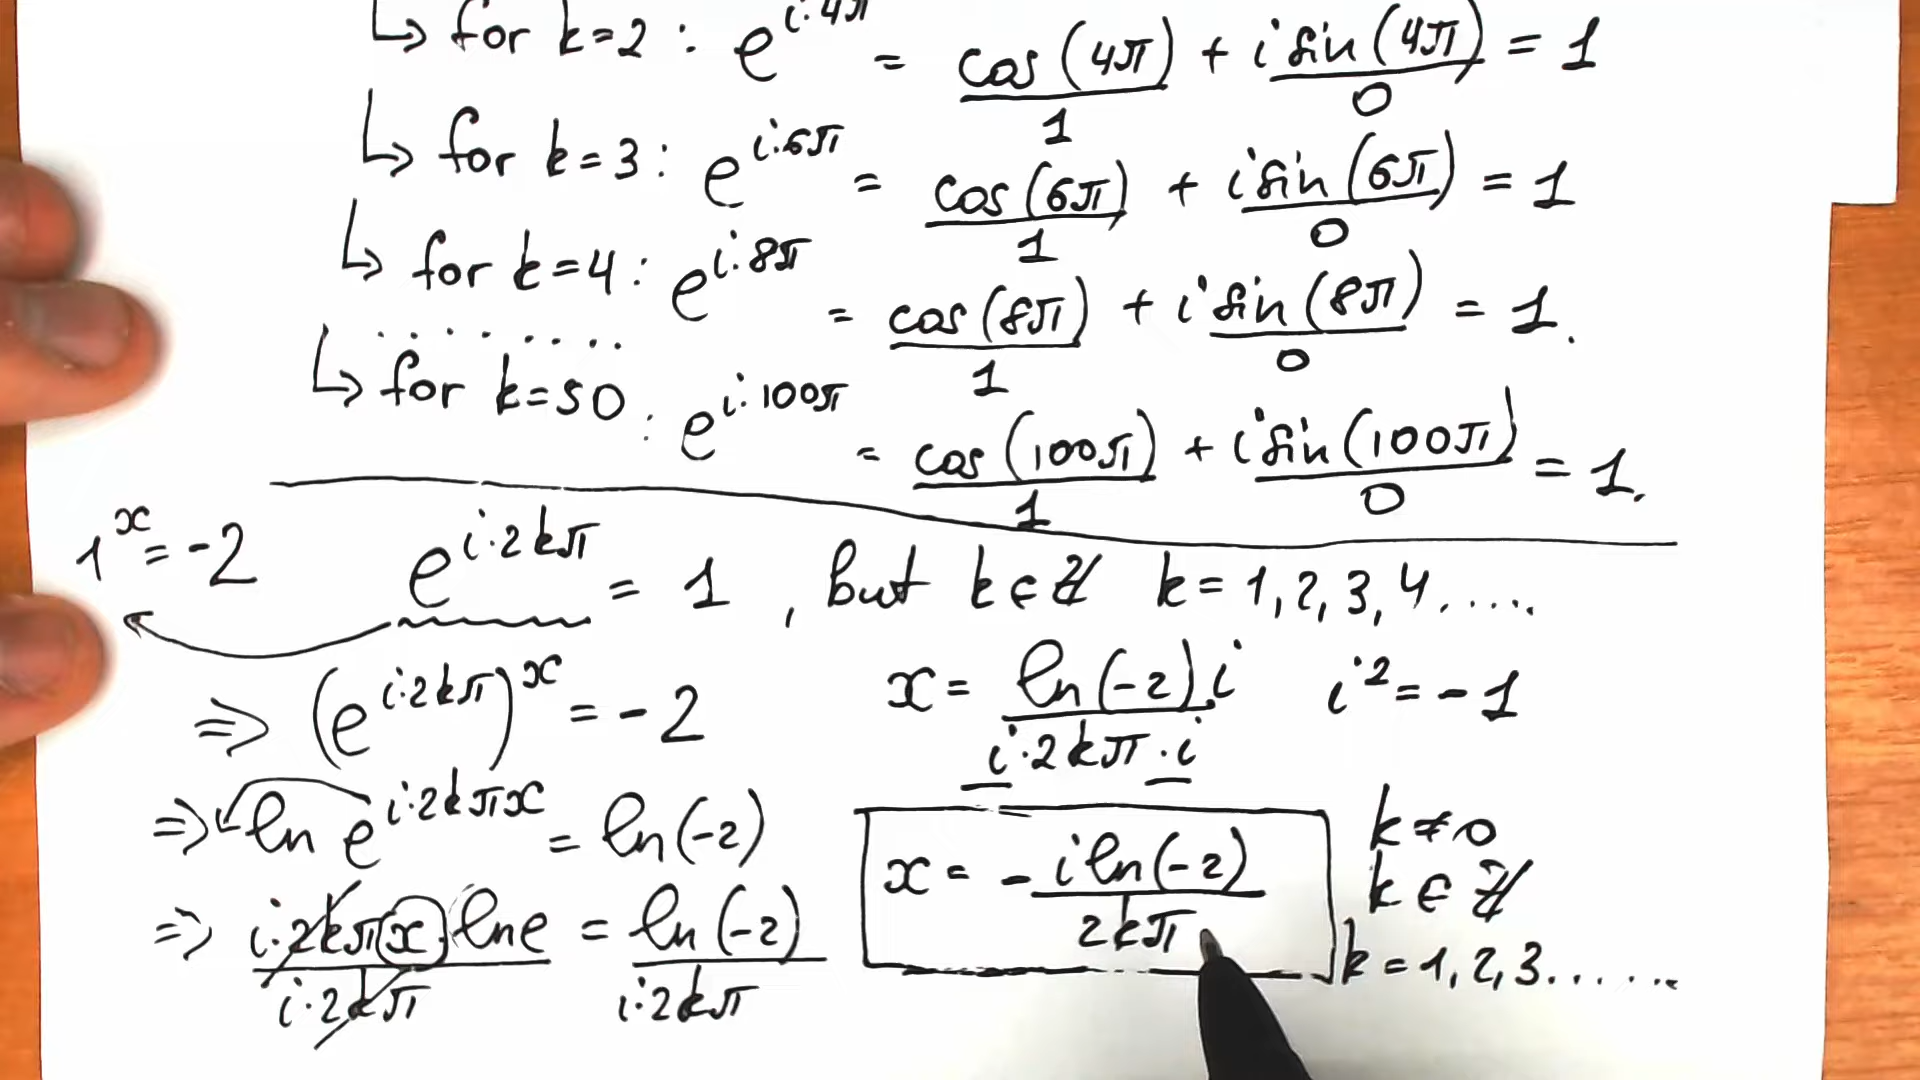 ↳ for k=2 : e^{i·4π} = cos(4π) + i sin(4π) = 1
1 0
↳ for k=3 : e^{i·6π} = cos(6π) + i sin(6π) = 1
1 0
↳ for k=4 : e^{i·8π} = cos(8π) + i sin(8π) = 1.
1 0
. . . . . . . . .
↳ for k=50 : e^{i·100π} = cos(100π) + i sin(100π) = 1.
1 0
1^x = -2 e^{i·2kπ} = 1 , but k∈ℤ k = 1, 2, 3, 4.....
⇒ (e^{i·2kπ})^x = -2
⇒ ln e^{i·2kπx} = ln(-2)
⇒ i·2kπx · ln e / i·2kπ = ln(-2) / i·2kπ
x = ln(-2) i / i·2kπ·i i² = -1
x = - i ln(-2) / 2kπ
k ≠ 0
k ∈ ℤ
k = 1, 2, 3......